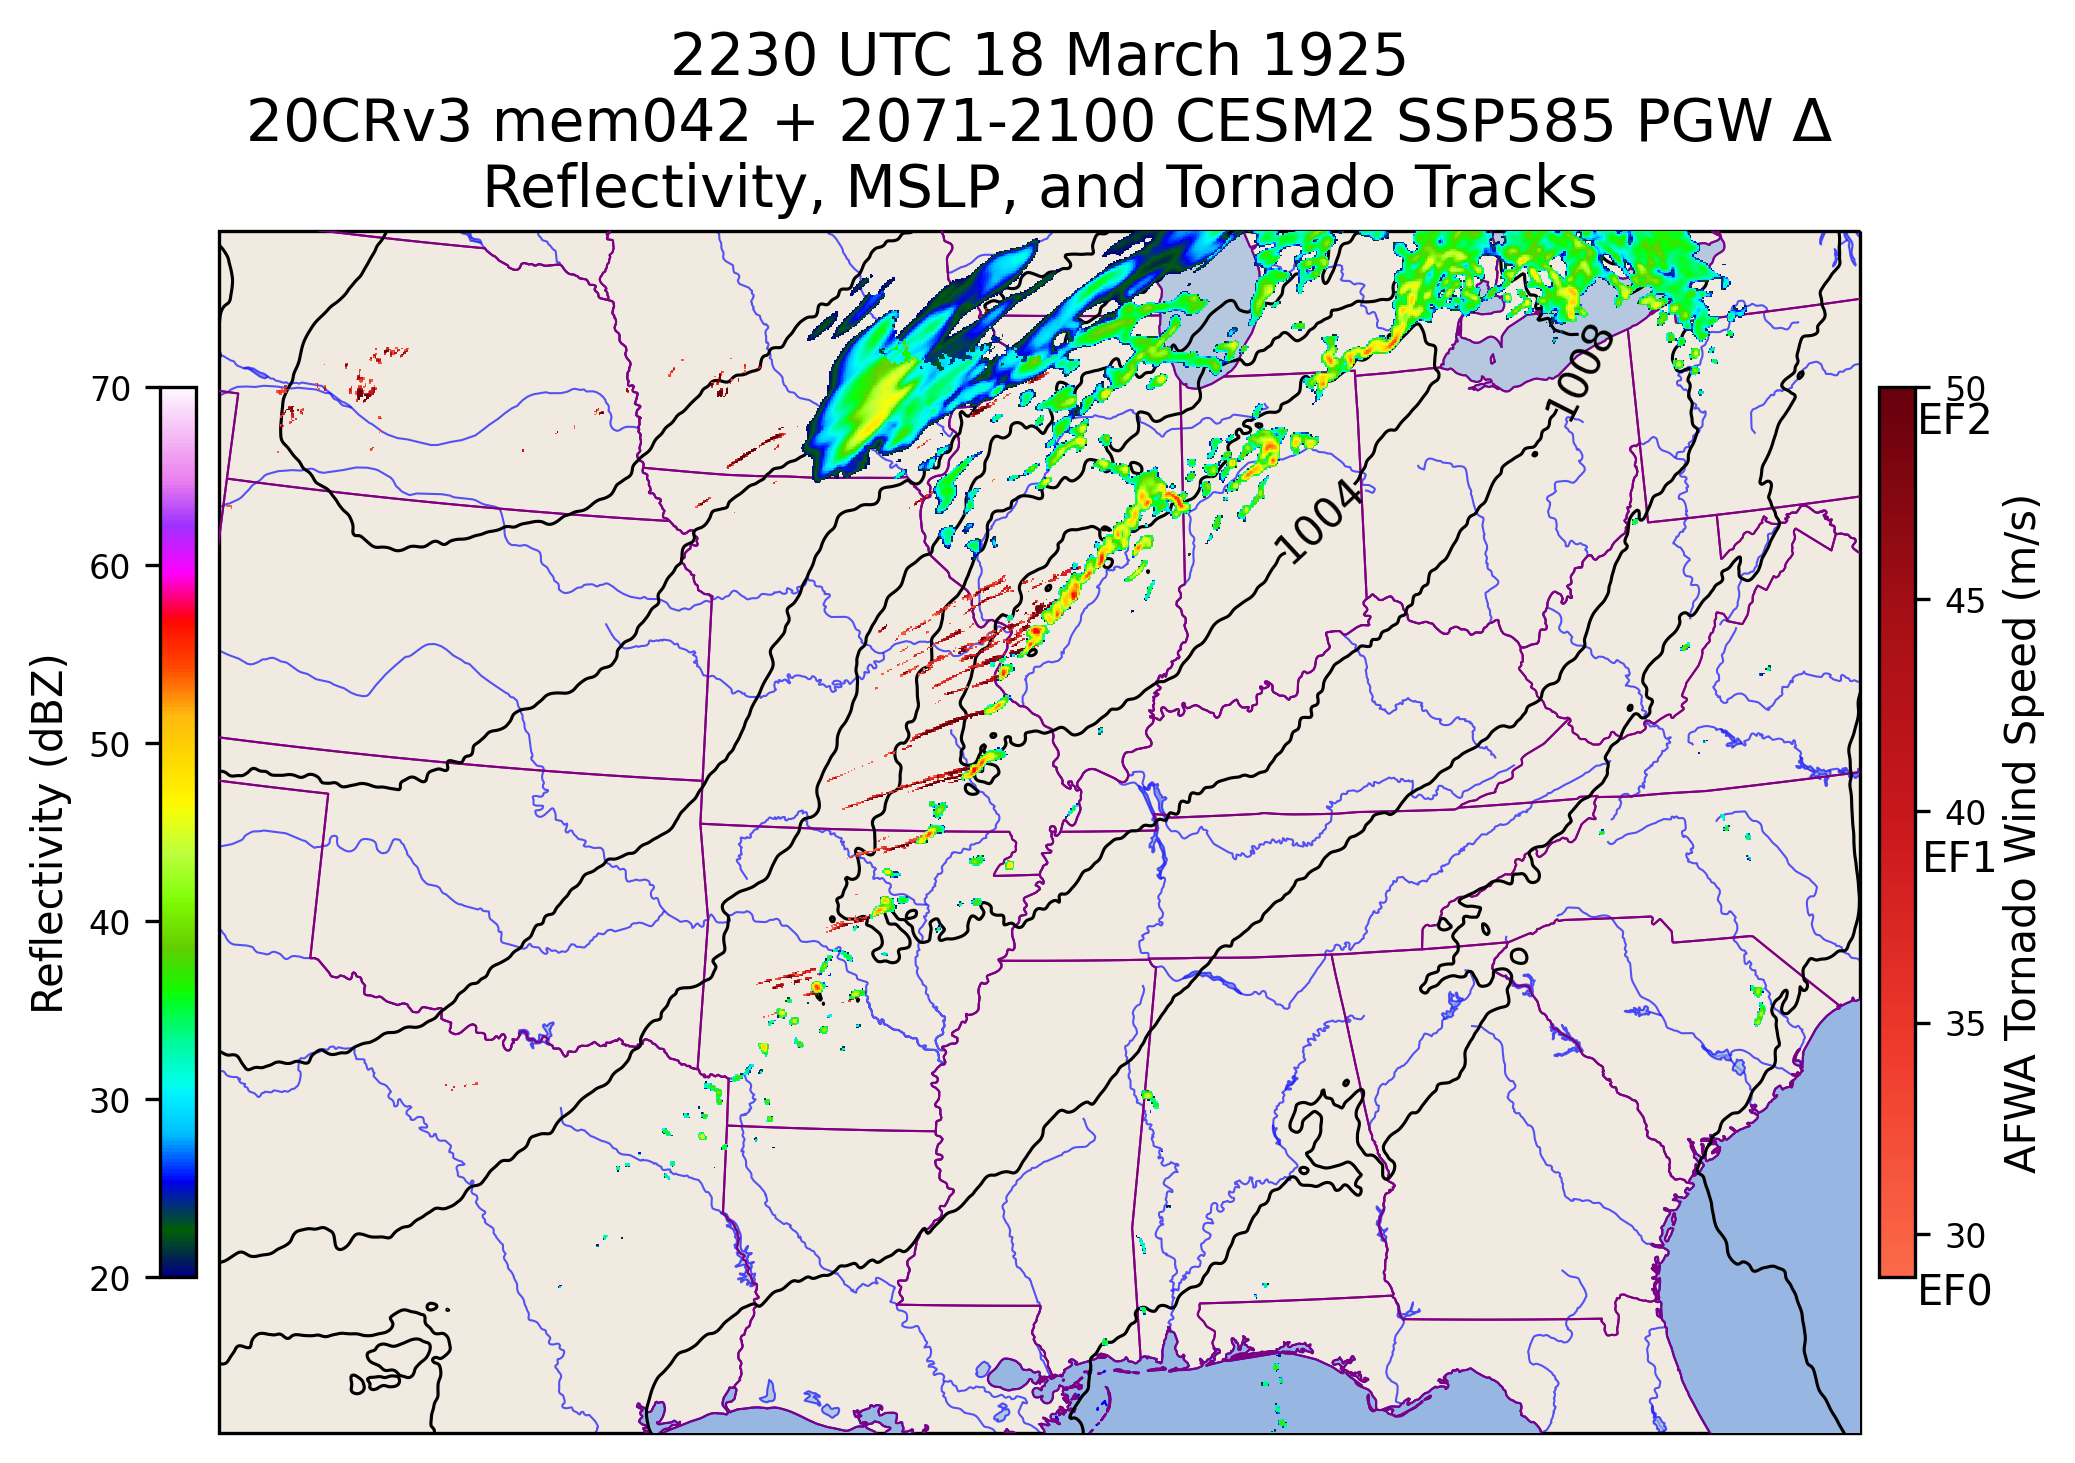 2230 UTC 18 March 1925
20CRv3 mem042 + 2071-2100 CESM2 SSP585 PGW Δ
Reflectivity, MSLP, and Tornado Tracks
1008
1004
70
60
50
40
30
20
Reflectivity (dBZ)
50
EF2
45
40
EF1
35
30
EF0
AFWA Tornado Wind Speed (m/s)